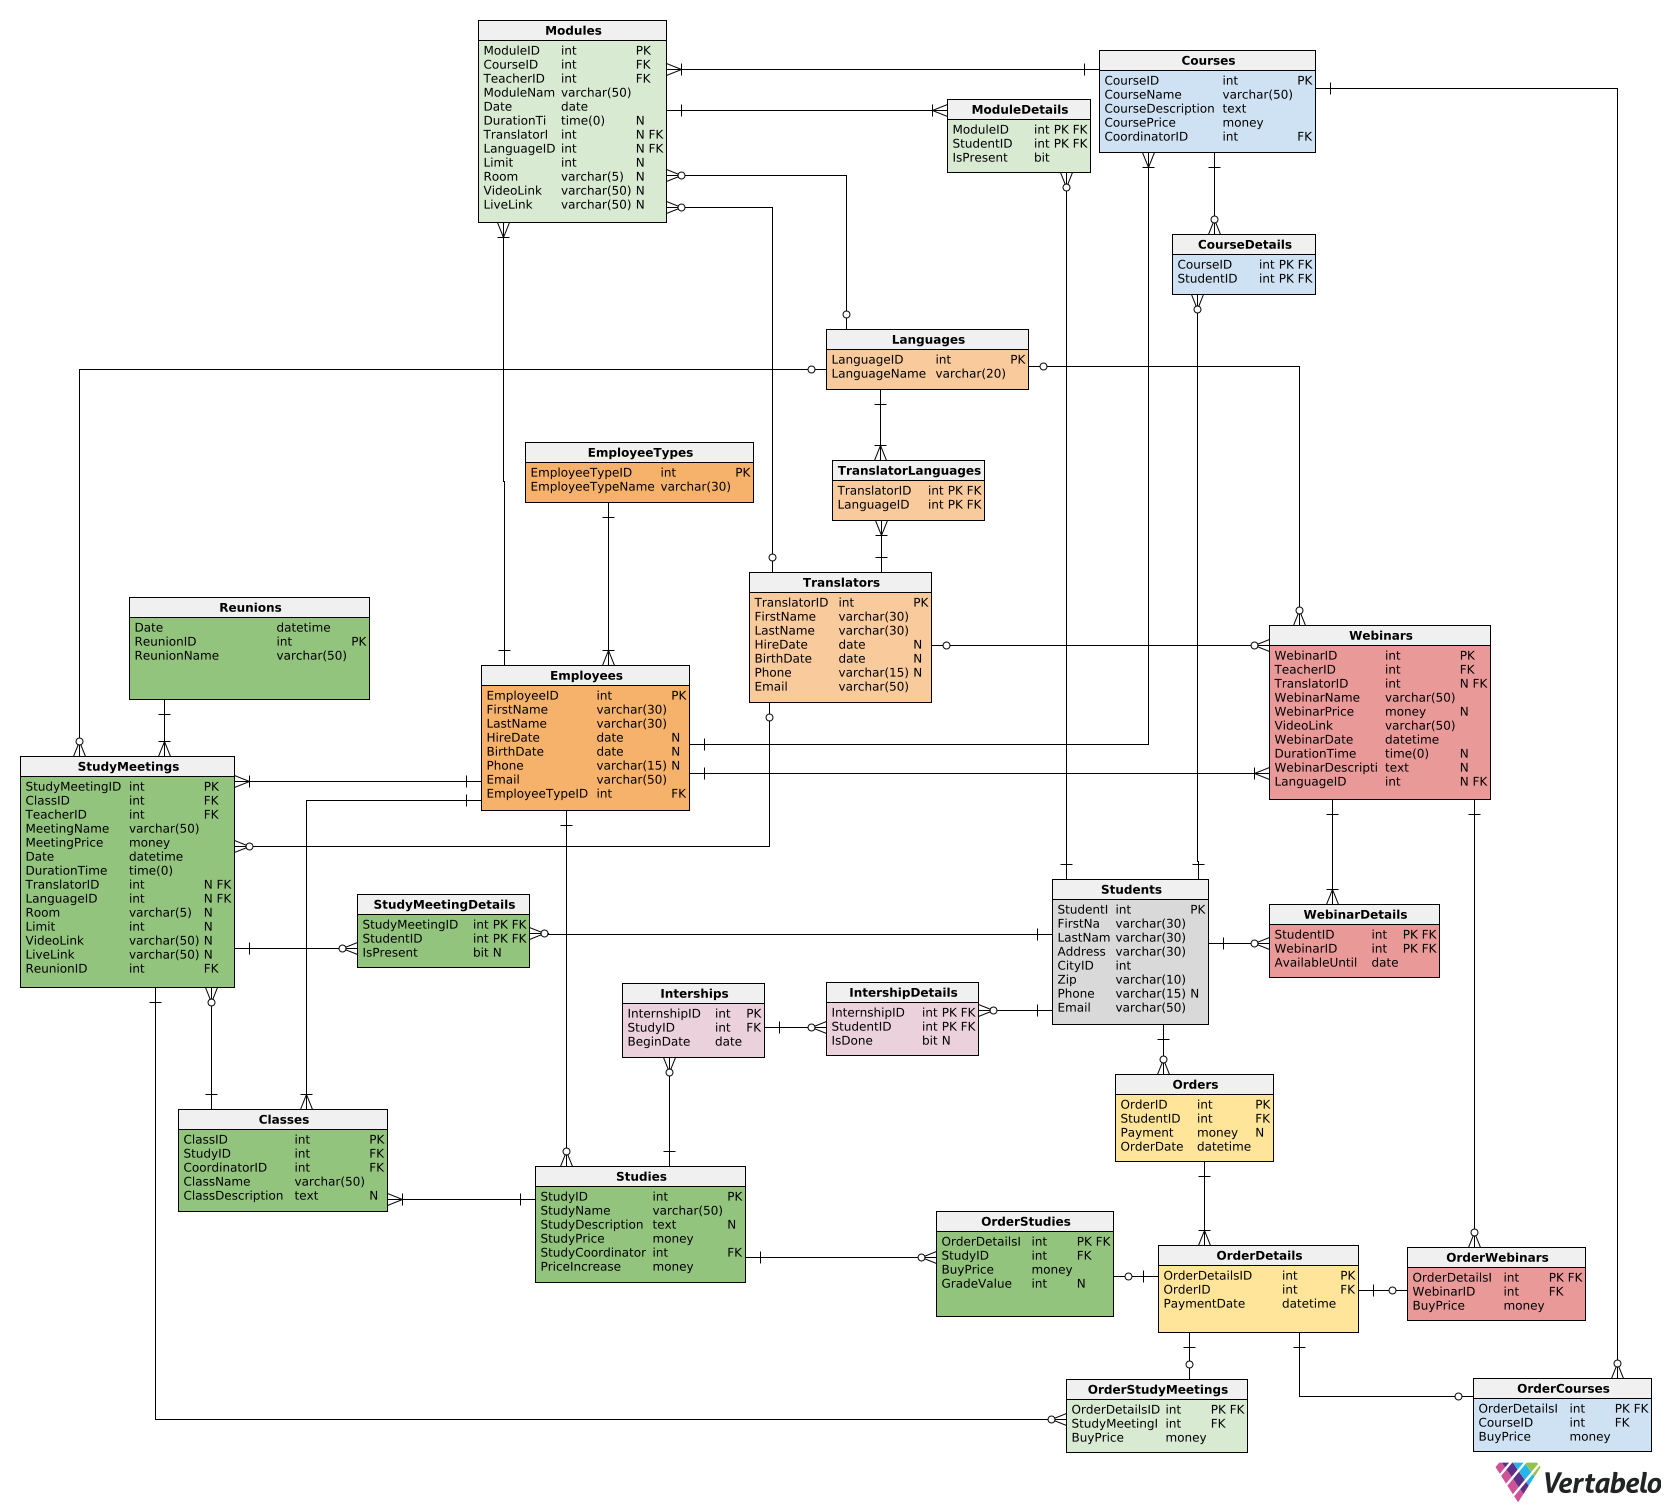 Modules
ModuleID int PK
CourseID int FK
TeacherID int FK
ModuleNam varchar(50)
Date date
DurationTi time(0) N
TranslatorI int N FK
LanguageID int N FK
Limit int N
Room varchar(5) N
VideoLink varchar(50) N
LiveLink varchar(50) N
Courses
CourseID int PK
CourseName varchar(50)
CourseDescription text
CoursePrice money
CoordinatorID int FK
ModuleDetails
ModuleID int PK FK
StudentID int PK FK
IsPresent bit
CourseDetails
CourseID int PK FK
StudentID int PK FK
Languages
LanguageID int PK
LanguageName varchar(20)
EmployeeTypes
EmployeeTypeID int PK
EmployeeTypeName varchar(30)
TranslatorLanguages
TranslatorID int PK FK
LanguageID int PK FK
Translators
TranslatorID int PK
FirstName varchar(30)
LastName varchar(30)
HireDate date N
BirthDate date N
Phone varchar(15) N
Email varchar(50)
Reunions
Date datetime
ReunionID int PK
ReunionName varchar(50)
Webinars
WebinarID int PK
TeacherID int FK
TranslatorID int N FK
WebinarName varchar(50)
WebinarPrice money N
VideoLink varchar(50)
WebinarDate datetime
DurationTime time(0) N
WebinarDescripti text N
LanguageID int N FK
Employees
EmployeeID int PK
FirstName varchar(30)
LastName varchar(30)
HireDate date N
BirthDate date N
Phone varchar(15) N
Email varchar(50)
EmployeeTypeID int FK
StudyMeetings
StudyMeetingID int PK
ClassID int FK
TeacherID int FK
MeetingName varchar(50)
MeetingPrice money
Date datetime
DurationTime time(0)
TranslatorID int N FK
LanguageID int N FK
Room varchar(5) N
Limit int N
VideoLink varchar(50) N
LiveLink varchar(50) N
ReunionID int FK
StudyMeetingDetails
StudyMeetingID int PK FK
StudentID int PK FK
IsPresent bit N
Students
StudentI int PK
FirstNa varchar(30)
LastNam varchar(30)
Address varchar(30)
CityID int
Zip varchar(10)
Phone varchar(15) N
Email varchar(50)
WebinarDetails
StudentID int PK FK
WebinarID int PK FK
AvailableUntil date
Interships
InternshipID int PK
StudyID int FK
BeginDate date
IntershipDetails
InternshipID int PK FK
StudentID int PK FK
IsDone bit N
Orders
OrderID int PK
StudentID int FK
Payment money N
OrderDate datetime
Classes
ClassID int PK
StudyID int FK
CoordinatorID int FK
ClassName varchar(50)
ClassDescription text N
Studies
StudyID int PK
StudyName varchar(50)
StudyDescription text N
StudyPrice money
StudyCoordinator int FK
PriceIncrease money
OrderStudies
OrderDetailsI int PK FK
StudyID int FK
BuyPrice money
GradeValue int N
OrderDetails
OrderDetailsID int PK
OrderID int FK
PaymentDate datetime
OrderWebinars
OrderDetailsI int PK FK
WebinarID int FK
BuyPrice money
OrderStudyMeetings
OrderDetailsID int PK FK
StudyMeetingI int FK
BuyPrice money
OrderCourses
OrderDetailsI int PK FK
CourseID int FK
BuyPrice money
Vertabelo